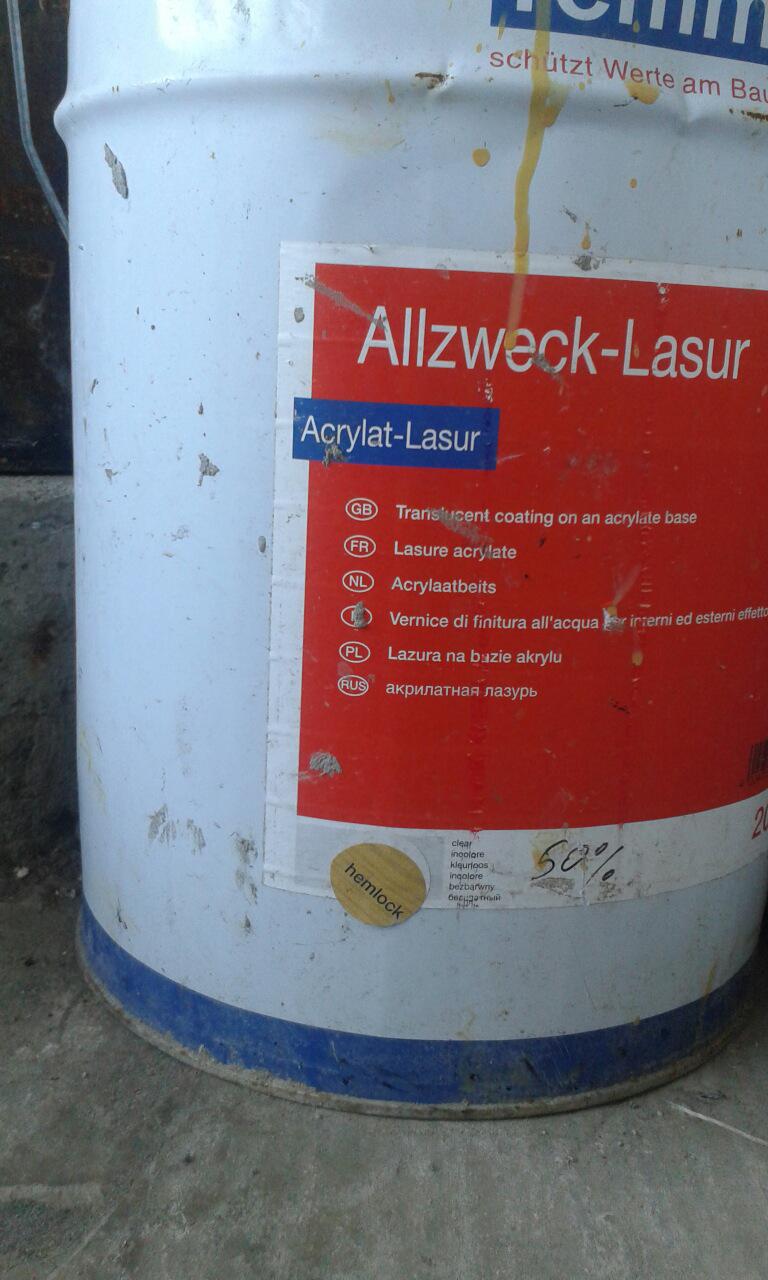 schützt Werte am Bau
Allzweck-Lasur
Acrylat-Lasur
GB Translucent coating on an acrylate base
FR Lasure acrylate
NL Acrylaatbeits
Vernice di finitura all'acqua per interni ed esterni effetto
PL Lazura na bazie akrylu
RUS акрилатная лазурь
clear
incolore
kleurloos
incolore
bezbarwny
бесцветный
50%
hemlock